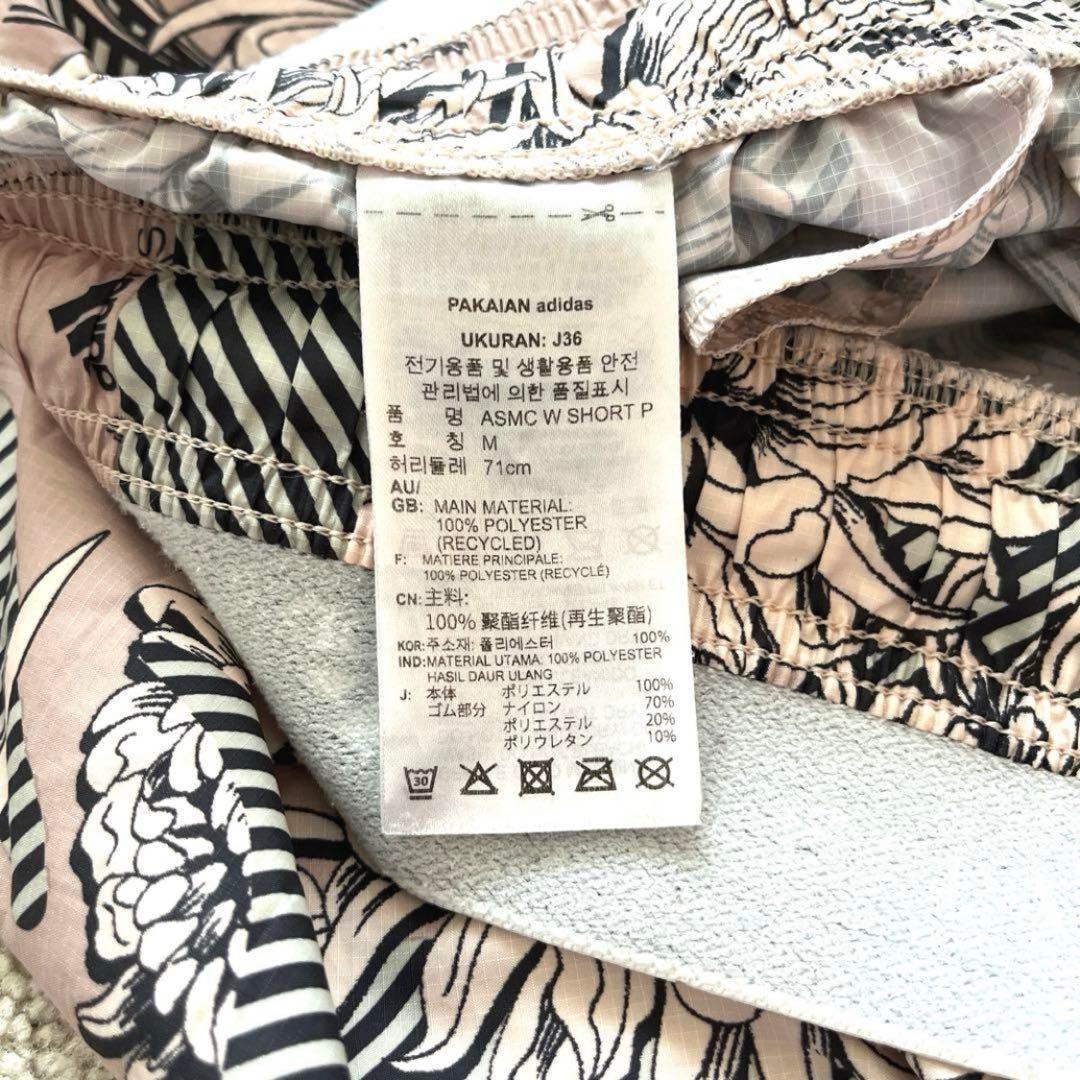 PAKAIAN adidas
UKURAN: J36
전기용품 및 생활용품 안전
관리법에 의한 품질표시
품 명 ASMC W SHORT P
호 칭 M
허리둘레 71cm
AU/
GB: MAIN MATERIAL:
100% POLYESTER
(RECYCLED)
F: MATIERE PRINCIPALE:
100% POLYESTER (RECYCLÉ)
CN: 主料:
100% 聚酯纤维(再生聚酯)
KOR: 주소재: 폴리에스터 100%
IND: MATERIAL UTAMA: 100% POLYESTER
HASIL DAUR ULANG
J: 本体 ポリエステル 100%
ゴム部分 ナイロン 70%
ポリエステル 20%
ポリウレタン 10%
30